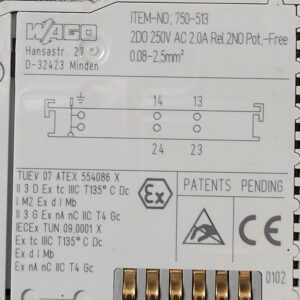 WAGO
ITEM-NO.:750-513
Hansastr. 27
2DO 250V AC 2.0A Rel.2NO Pot.-Free
D-32423 Minden
0.08-2.5mm²
14 13
24 23
TUEV 07 ATEX 554086 X
II 3 D Ex tc IIIC T135°C Dc
I M2 Ex d I Mb
II 3 G Ex nA nC IIC T4 Gc
IECEx TUN 09.0001 X
Ex tc IIIC T135°C Dc
Ex d I Mb
Ex nA nC IIC T4 Gc
Ex
PATENTS PENDING
CE
0102